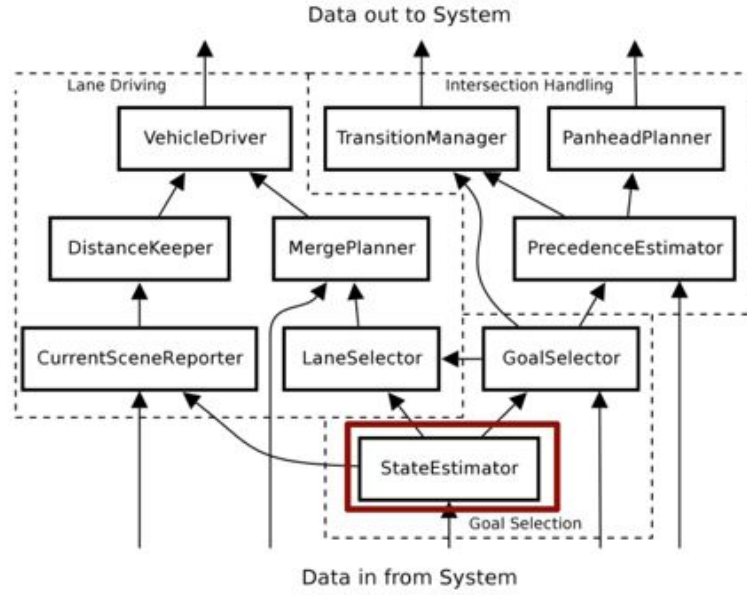 Data out to System
Lane Driving
Intersection Handling
VehicleDriver
TransitionManager
PanheadPlanner
DistanceKeeper
MergePlanner
PrecedenceEstimator
CurrentSceneReporter
LaneSelector
GoalSelector
StateEstimator
Goal Selection
Data in from System